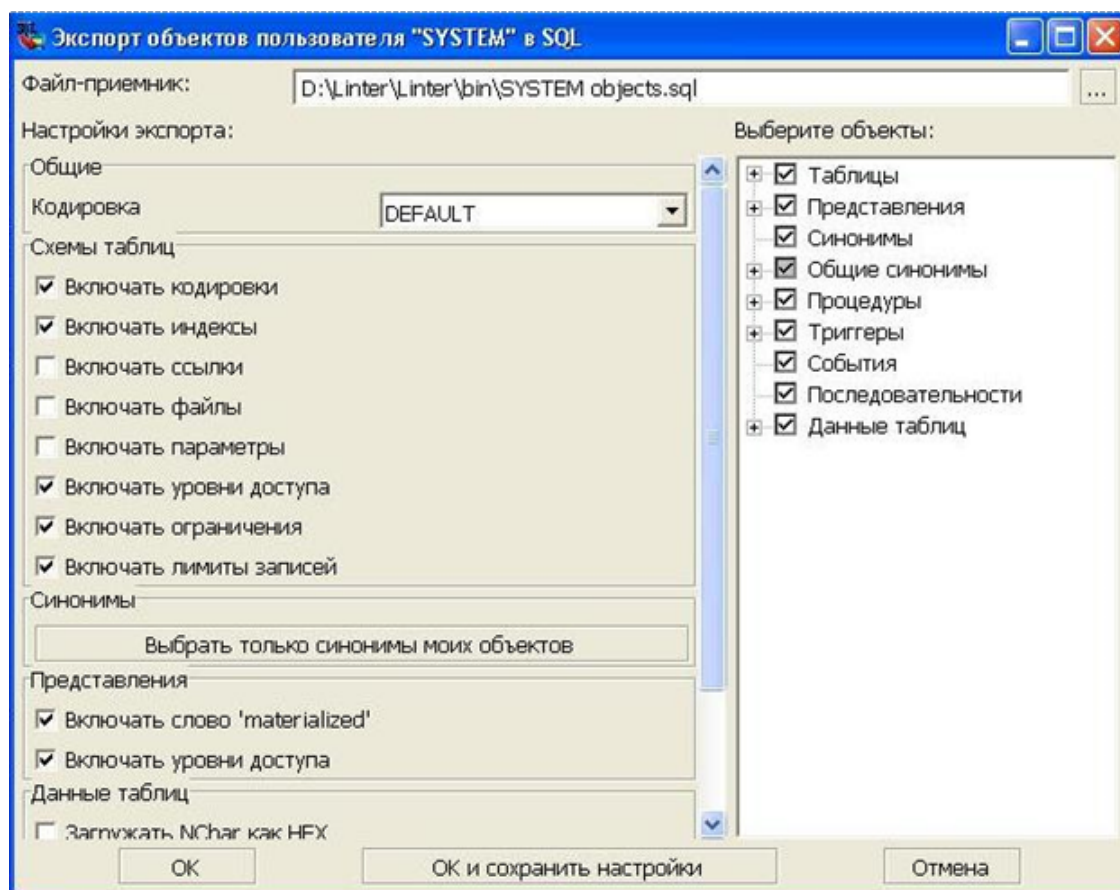 Экспорт объектов пользователя "SYSTEM" в SQL
Файл-приемник:
D:\Linter\Linter\bin\SYSTEM objects.sql
...
Настройки экспорта:
Общие
Кодировка
DEFAULT
Схемы таблиц
Включать кодировки
Включать индексы
Включать ссылки
Включать файлы
Включать параметры
Включать уровни доступа
Включать ограничения
Включать лимиты записей
Синонимы
Выбрать только синонимы моих объектов
Представления
Включать слово 'materialized'
Включать уровни доступа
Данные таблиц
Загружать NChar как HEX
Выберите объекты:
Таблицы
Представления
Синонимы
Общие синонимы
Процедуры
Триггеры
События
Последовательности
Данные таблиц
OK
OK и сохранить настройки
Отмена